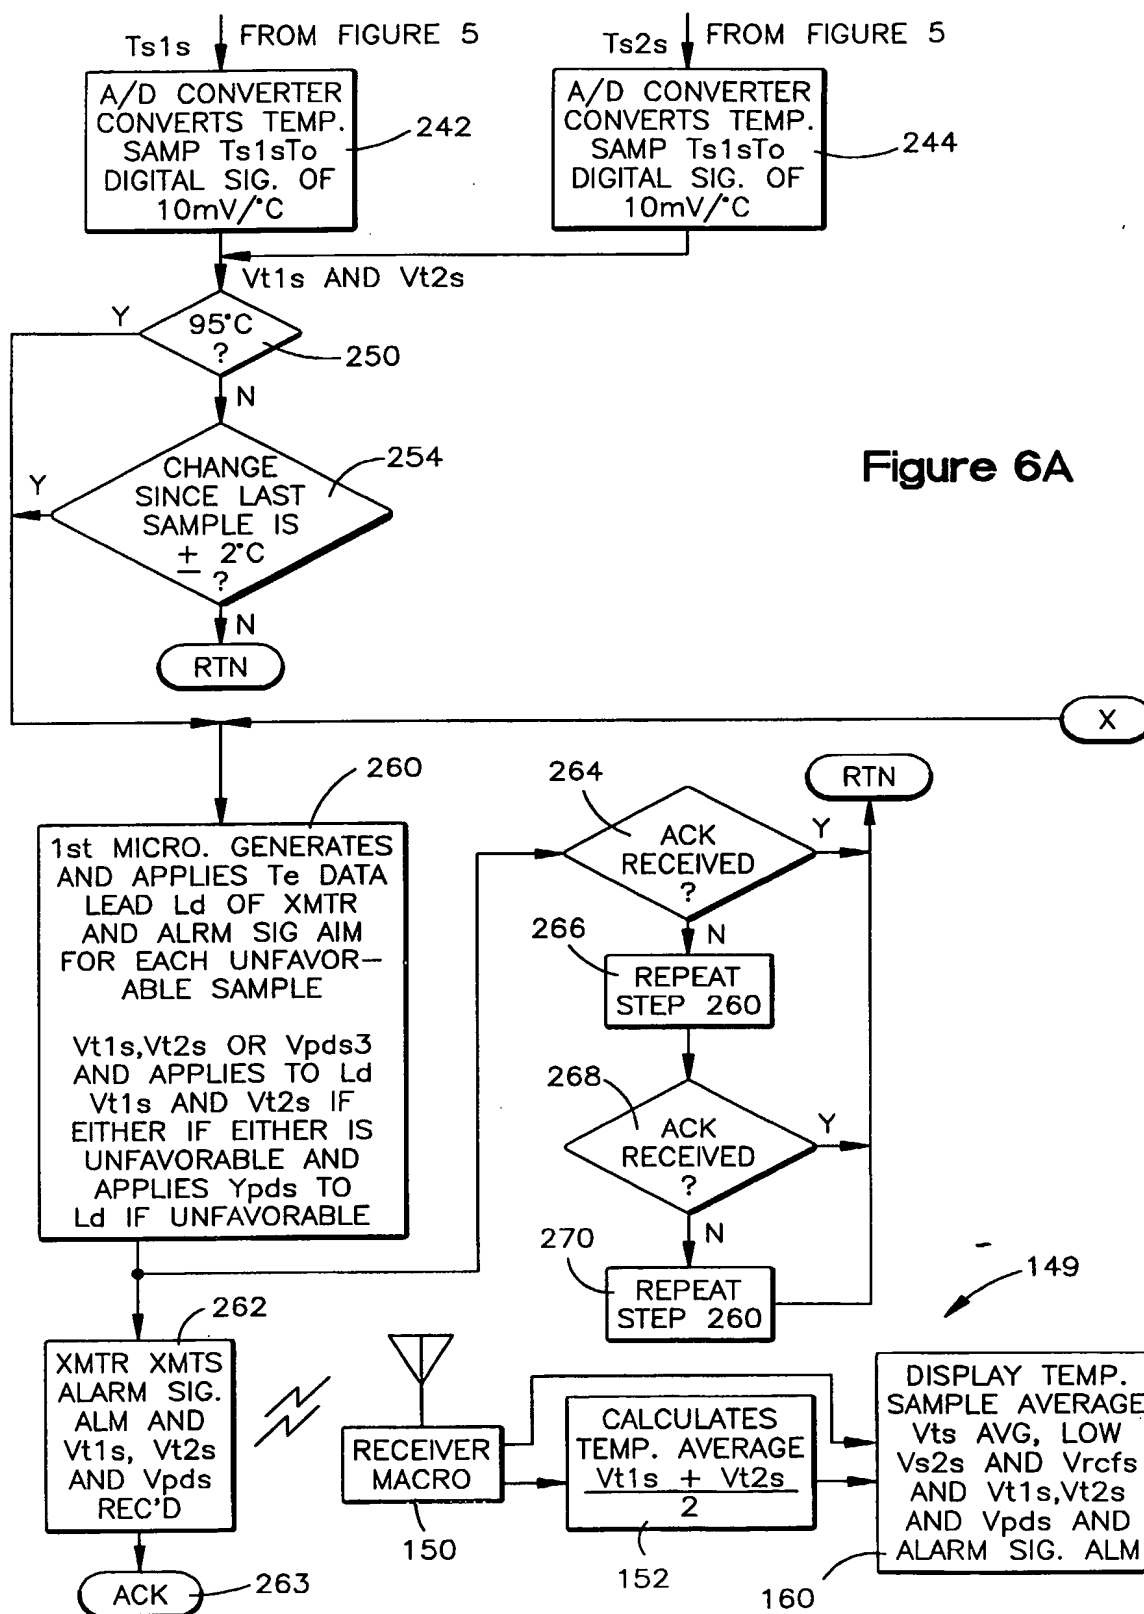 Ts1s
FROM FIGURE 5
Ts2s
FROM FIGURE 5
A/D CONVERTER
CONVERTS TEMP.
SAMP Ts1sTo
DIGITAL SIG. OF
10mV/°C
242
A/D CONVERTER
CONVERTS TEMP.
SAMP Ts1sTo
DIGITAL SIG. OF
10mV/°C
244
Vt1s AND Vt2s
Y
95°C
?
250
N
Y
CHANGE
SINCE LAST
SAMPLE IS
± 2°C
?
254
N
RTN
Figure 6A
X
260
1st MICRO. GENERATES
AND APPLIES Te DATA
LEAD Ld OF XMTR
AND ALRM SIG AIM
FOR EACH UNFAVOR-
ABLE SAMPLE
Vt1s,Vt2s OR Vpds3
AND APPLIES TO Ld
Vt1s AND Vt2s IF
EITHER IF EITHER IS
UNFAVORABLE AND
APPLIES Ypds TO
Ld IF UNFAVORABLE
264
ACK
RECEIVED
?
Y
RTN
N
266
REPEAT
STEP 260
268
ACK
RECEIVED
?
Y
N
270
REPEAT
STEP 260
149
262
XMTR XMTS
ALARM SIG.
ALM AND
Vt1s, Vt2s
AND Vpds
REC'D
ACK
263
RECEIVER
MACRO
150
CALCULATES
TEMP. AVERAGE
Vt1s + Vt2s
2
152
DISPLAY TEMP.
SAMPLE AVERAGE
Vts AVG, LOW
Vs2s AND Vrcfs
AND Vt1s,Vt2s
AND Vpds AND
ALARM SIG. ALM
160